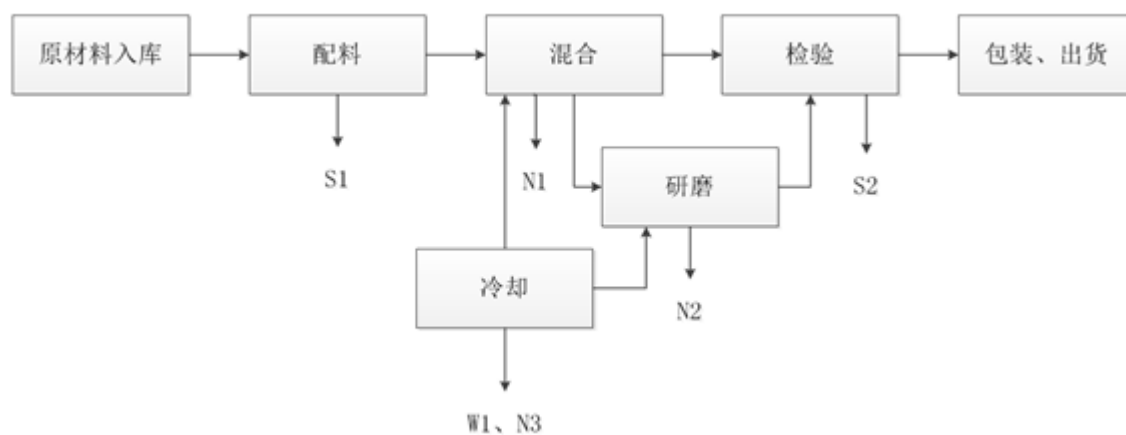 原材料入库
配料
混合
检验
包装、出货
S1
N1
研磨
S2
冷却
N2
W1、N3